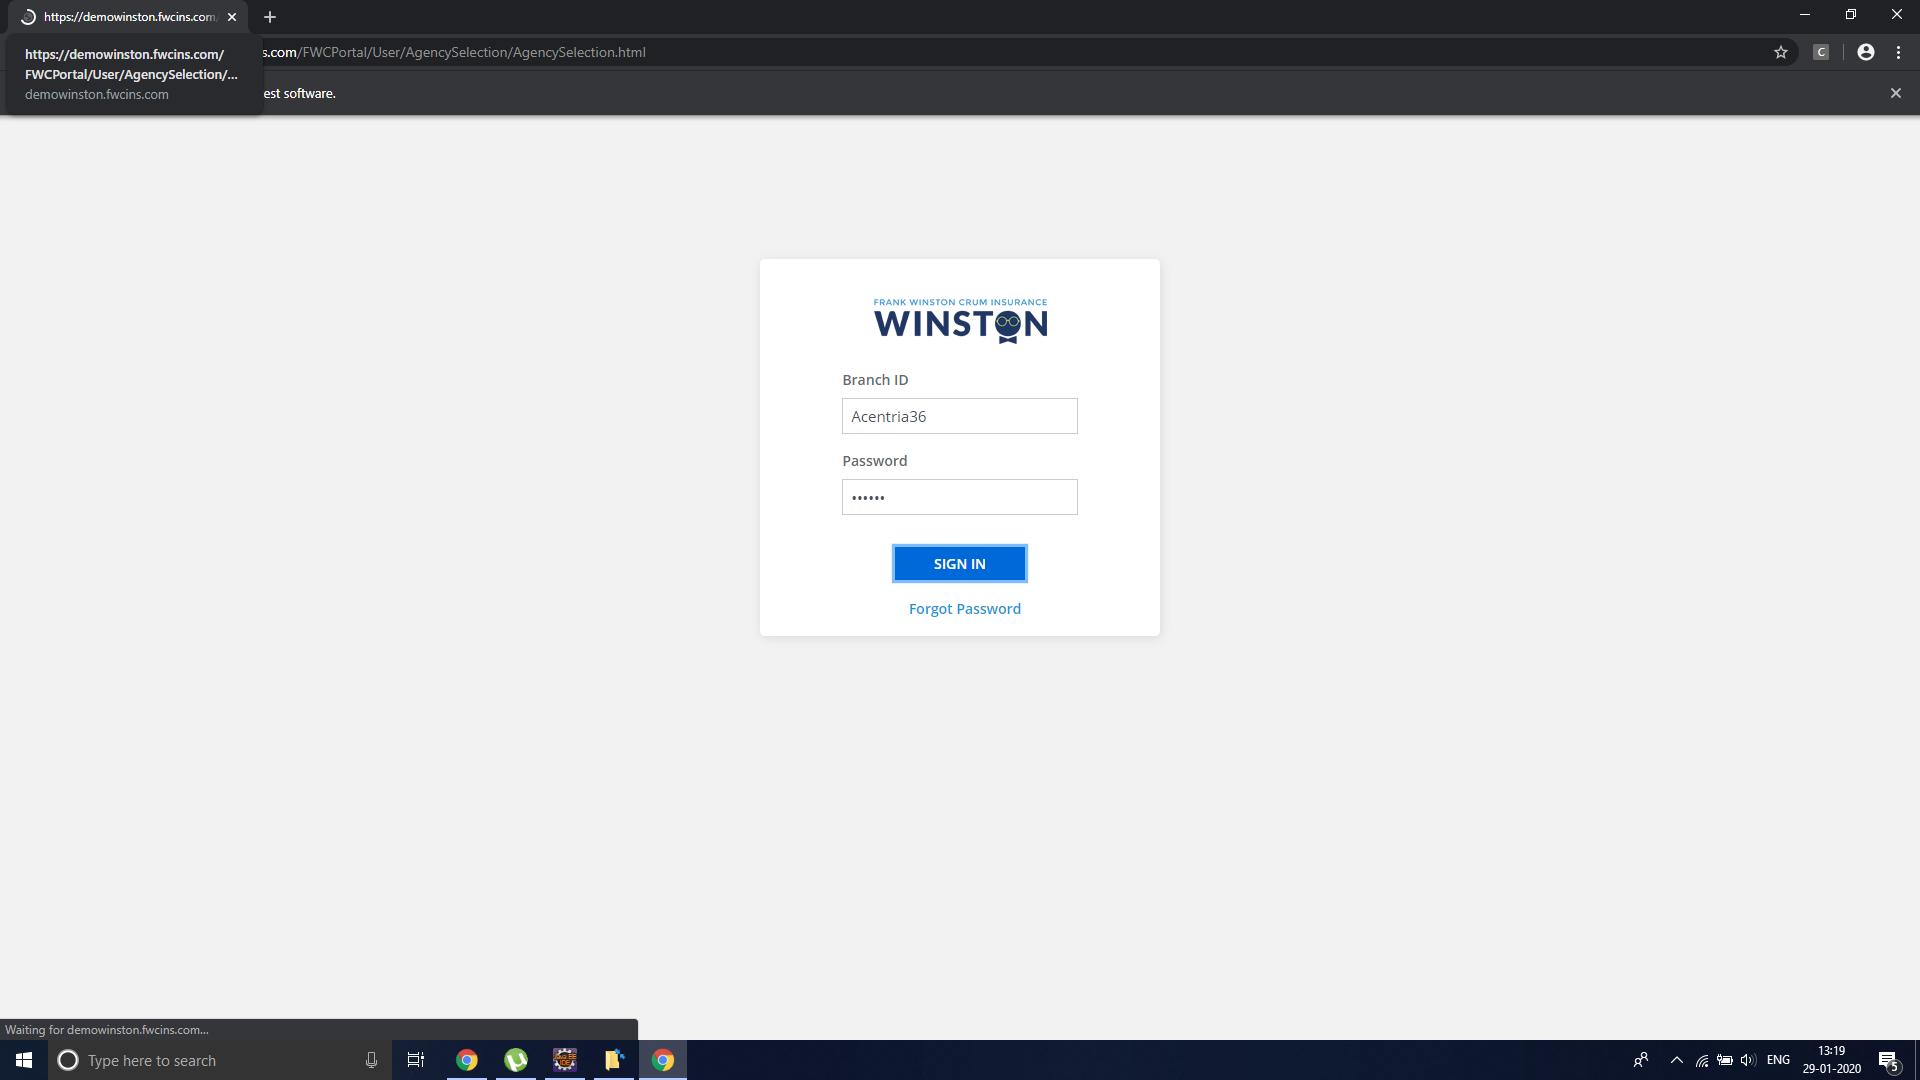 https://demowinston.fwcins.com/
https://demowinston.fwcins.com/
FWCPortal/User/AgencySelection/...
demowinston.fwcins.com
s.com/FWCPortal/User/AgencySelection/AgencySelection.html
C
est software.
FRANK WINSTON CRUM INSURANCE
WINSTON
Branch ID
Acentria36
Password
••••••
SIGN IN
Forgot Password
Waiting for demowinston.fwcins.com...
Type here to search
ENG
13:19
29-01-2020
5